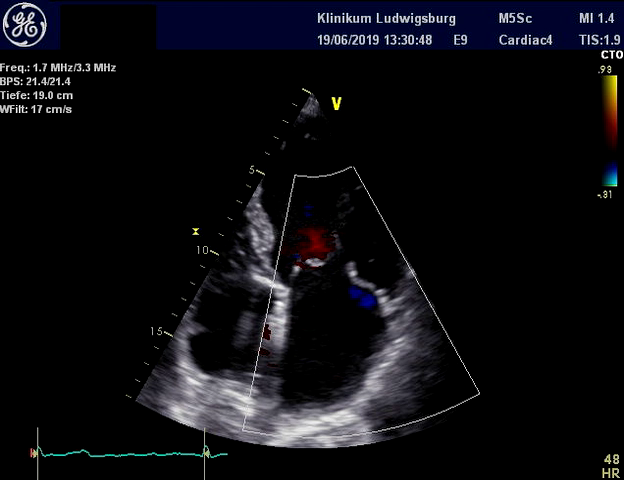 GE
Klinikum Ludwigsburg M5Sc MI 1.4
19/06/2019 13:30:48 E9 Cardiac4 TIS:1.9
CTO
Freq.: 1.7 MHz/3.3 MHz
BPS: 21.4/21.4
Tiefe: 19.0 cm
WFilt: 17 cm/s
.93
V
5
-.81
10
15
48
HR